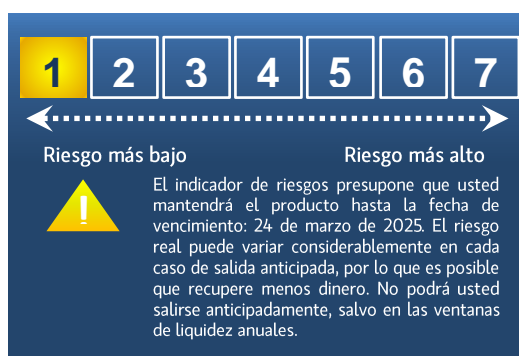 1 2 3 4 5 6 7
Riesgo más bajo Riesgo más alto
!
El indicador de riesgos presupone que usted
mantendrá el producto hasta la fecha de
vencimiento: 24 de marzo de 2025. El riesgo
real puede variar considerablemente en cada
caso de salida anticipada, por lo que es posible
que recupere menos dinero. No podrá usted
salirse anticipadamente, salvo en las ventanas
de liquidez anuales.